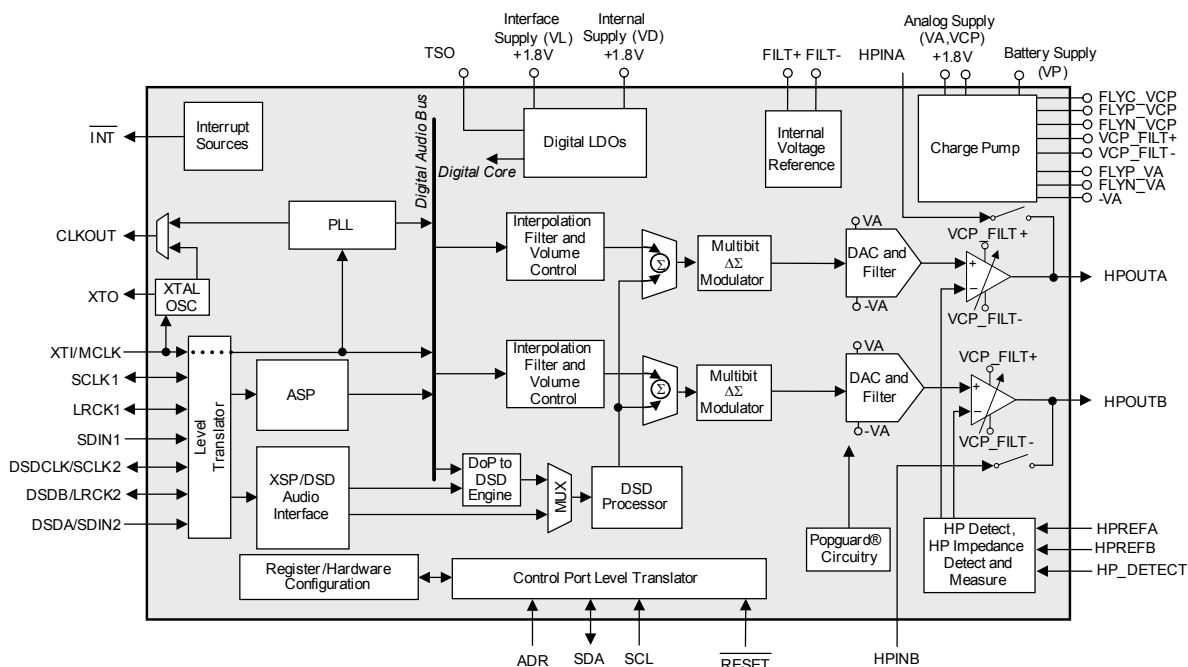 Interface
Supply (VL)
+1.8V
Internal
Supply (VD)
+1.8V
Analog Supply
(VA,VCP)
+1.8V
Battery Supply
(VP)
TSO
FILT+ FILT-
HPINA
INT
Interrupt
Sources
Digital Audio Bus
Digital LDOs
Digital Core
Internal
Voltage
Reference
Charge Pump
FLYC_VCP
FLYP_VCP
FLYN_VCP
VCP_FILT+
VCP_FILT-
FLYP_VA
FLYN_VA
-VA
CLKOUT
PLL
XTO
XTAL
OSC
Interpolation
Filter and
Volume
Control
Σ
Multibit
ΔΣ
Modulator
VA
DAC and
Filter
-VA
VCP_FILT+
+
−
VCP_FILT-
HPOUTA
XTI/MCLK
SCLK1
LRCK1
SDIN1
DSDCLK/SCLK2
DSDB/LRCK2
DSDA/SDIN2
Level
Translator
ASP
XSP/DSD
Audio
Interface
Interpolation
Filter and
Volume
Control
Σ
Multibit
ΔΣ
Modulator
VA
DAC and
Filter
-VA
VCP_FILT+
+
−
VCP_FILT-
HPOUTB
DoP to
DSD
Engine
MUX
DSD
Processor
Popguard®
Circuitry
HP Detect,
HP Impedance
Detect and
Measure
HPREFA
HPREFB
HP_DETECT
Register/Hardware
Configuration
Control Port Level Translator
ADR
SDA
SCL
RESET
HPINB